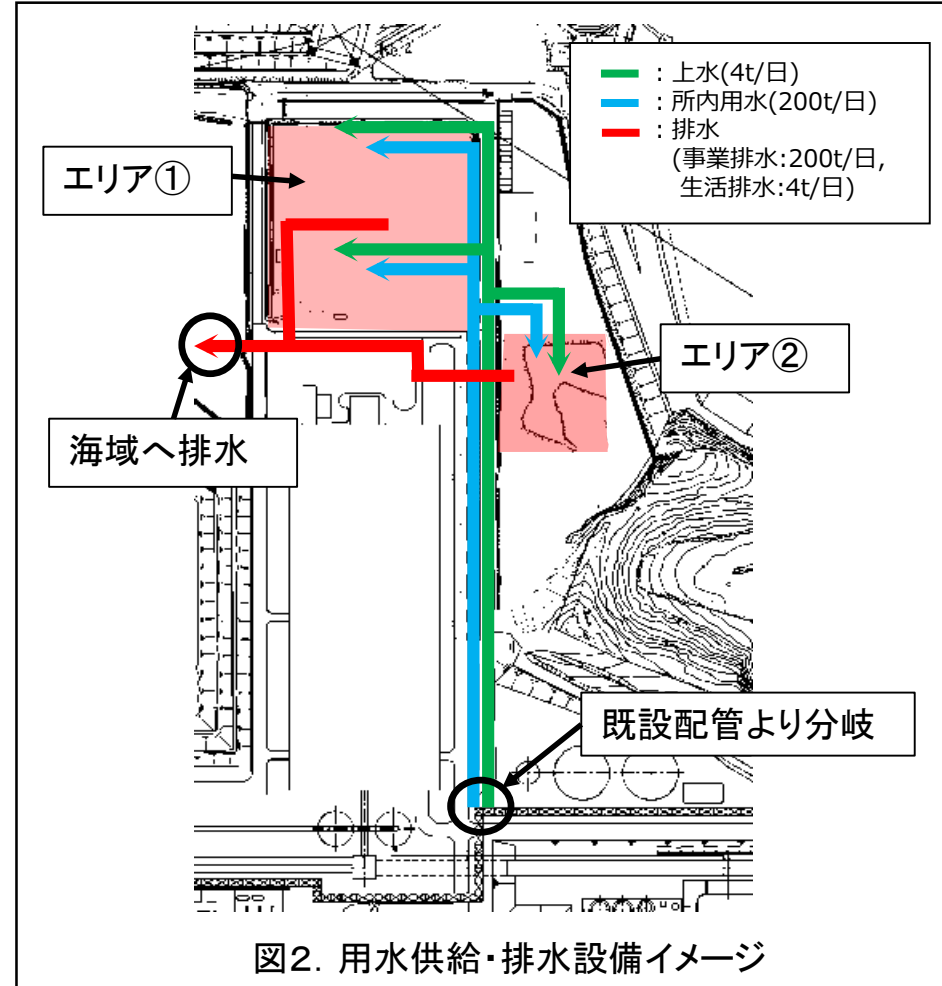 ：上水(4t/日)
：所内用水(200t/日)
：排水
(事業排水:200t/日,
生活排水:4t/日)
エリア①
エリア②
海域へ排水
既設配管より分岐
図2．用水供給・排水設備イメージ